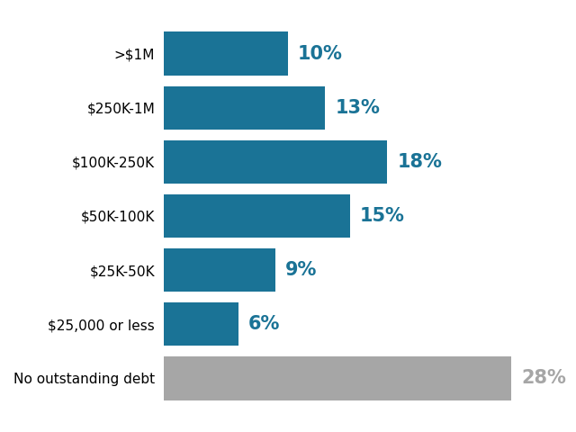 >$1M 10%
$250K-1M 13%
$100K-250K 18%
$50K-100K 15%
$25K-50K 9%
$25,000 or less 6%
No outstanding debt 28%